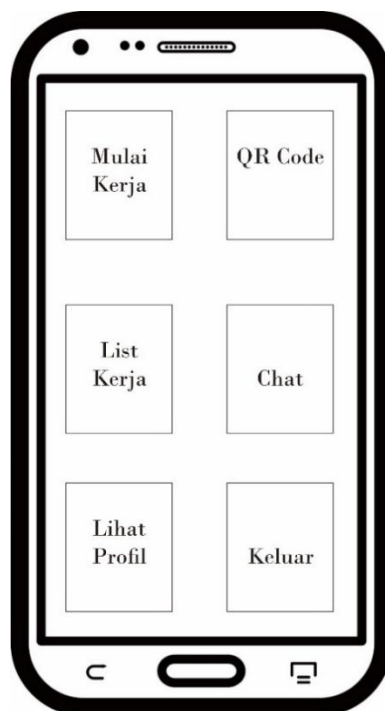 Mulai
Kerja
QR Code
List
Kerja
Chat
Lihat
Profil
Keluar